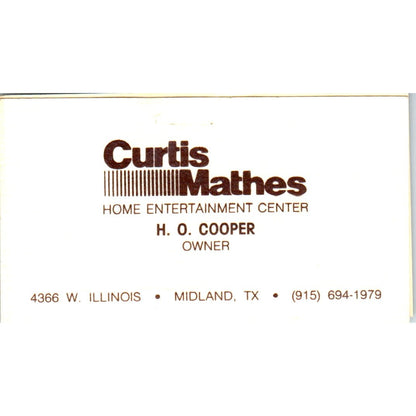 Curtis
Mathes
HOME ENTERTAINMENT CENTER
H. O. COOPER
OWNER
4366 W. ILLINOIS • MIDLAND, TX • (915) 694-1979